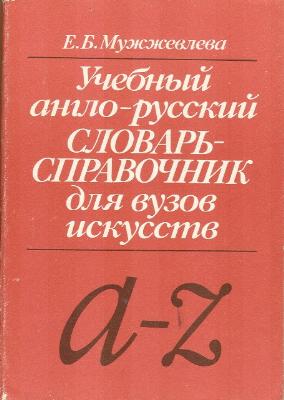 Е.Б.Мужжевлева
Учебный
англо-русский
СЛОВАРЬ-
СПРАВОЧНИК
для вузов
искусств
a-z